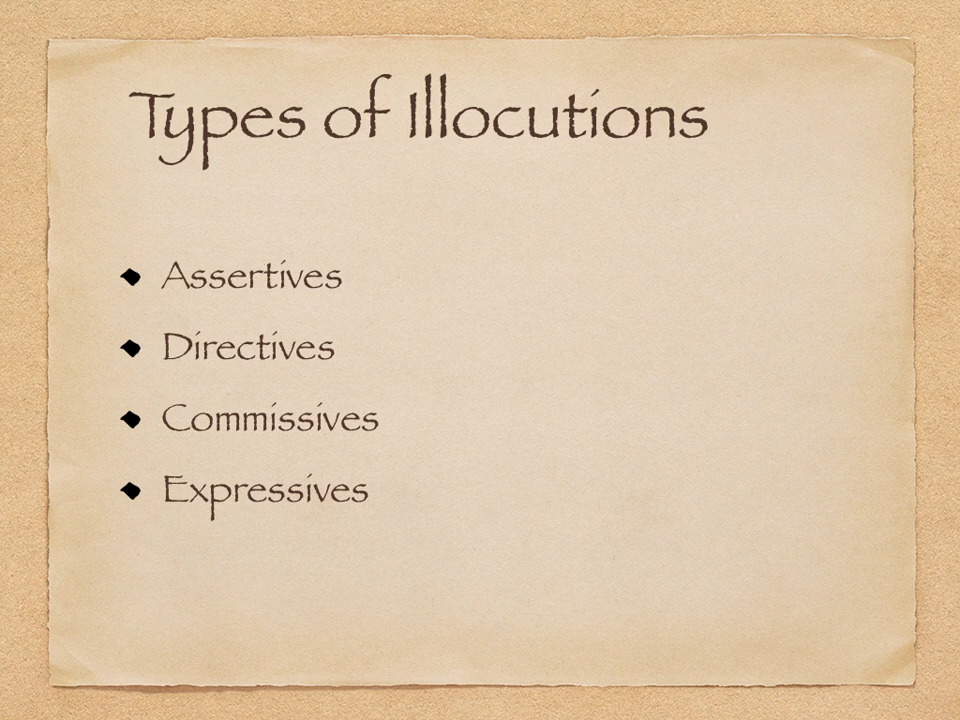 Types of Illocutions
Assertives
Directives
Commissives
Expressives